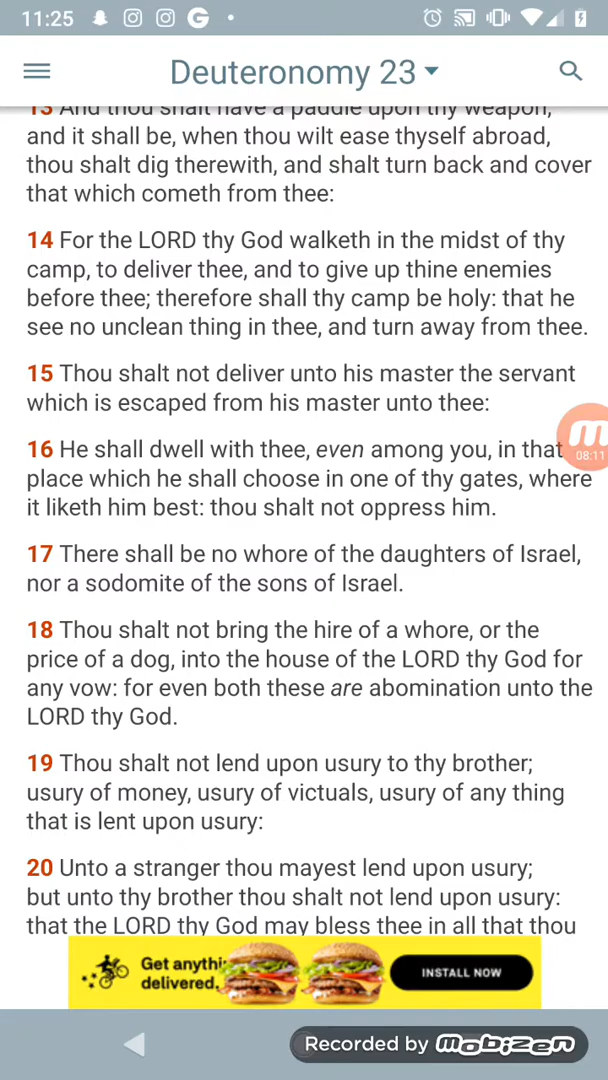 11:25
Deuteronomy 23
13 And thou shalt have a paddle upon thy weapon;
and it shall be, when thou wilt ease thyself abroad,
thou shalt dig therewith, and shalt turn back and cover
that which cometh from thee:
14 For the LORD thy God walketh in the midst of thy
camp, to deliver thee, and to give up thine enemies
before thee; therefore shall thy camp be holy: that he
see no unclean thing in thee, and turn away from thee.
15 Thou shalt not deliver unto his master the servant
which is escaped from his master unto thee:
16 He shall dwell with thee, even among you, in that
place which he shall choose in one of thy gates, where
it liketh him best: thou shalt not oppress him.
17 There shall be no whore of the daughters of Israel,
nor a sodomite of the sons of Israel.
18 Thou shalt not bring the hire of a whore, or the
price of a dog, into the house of the LORD thy God for
any vow: for even both these are abomination unto the
LORD thy God.
19 Thou shalt not lend upon usury to thy brother;
usury of money, usury of victuals, usury of any thing
that is lent upon usury:
20 Unto a stranger thou mayest lend upon usury;
but unto thy brother thou shalt not lend upon usury:
that the LORD thy God may bless thee in all that thou
08:11
Get anythi
delivered.
INSTALL NOW
Recorded by mobizen